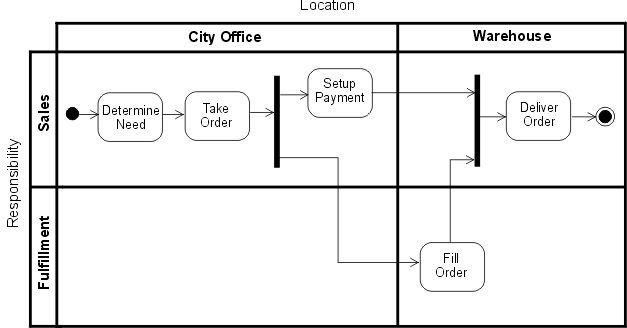 Location
City Office
Warehouse
Responsibility
Sales
Determine
Need
Take
Order
Setup
Payment
Deliver
Order
Fulfillment
Fill
Order